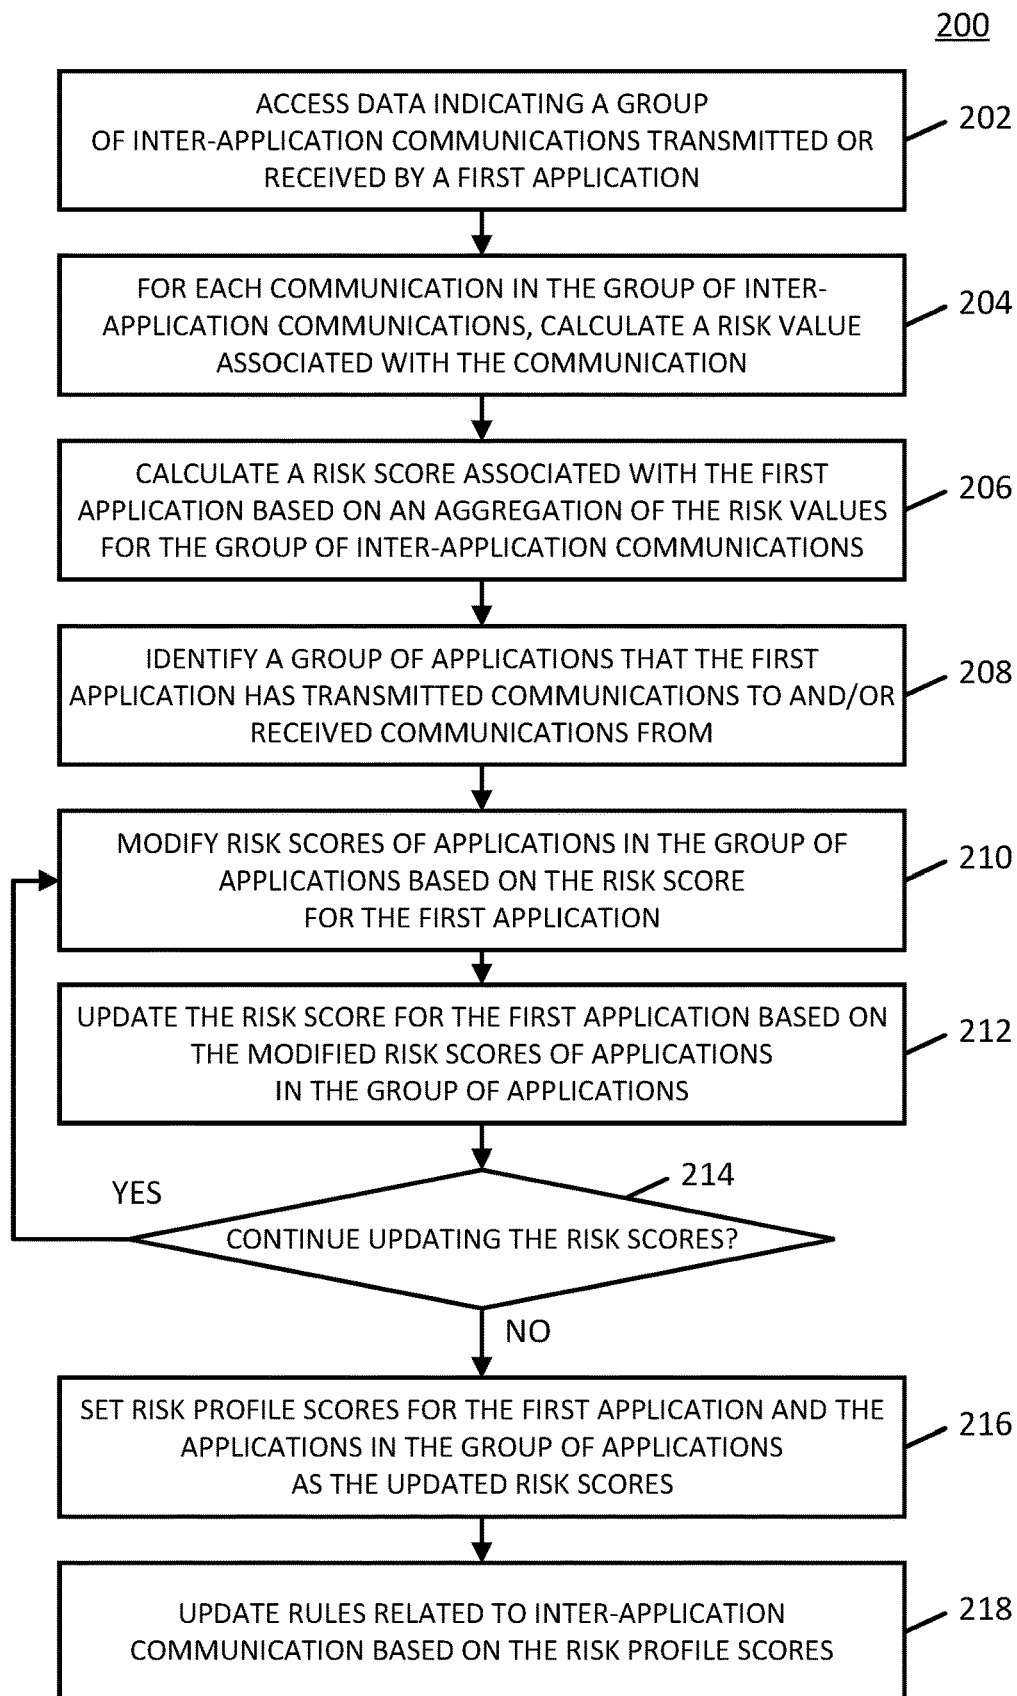 200
ACCESS DATA INDICATING A GROUP
OF INTER-APPLICATION COMMUNICATIONS TRANSMITTED OR
RECEIVED BY A FIRST APPLICATION
202
FOR EACH COMMUNICATION IN THE GROUP OF INTER-
APPLICATION COMMUNICATIONS, CALCULATE A RISK VALUE
ASSOCIATED WITH THE COMMUNICATION
204
CALCULATE A RISK SCORE ASSOCIATED WITH THE FIRST
APPLICATION BASED ON AN AGGREGATION OF THE RISK VALUES
FOR THE GROUP OF INTER-APPLICATION COMMUNICATIONS
206
IDENTIFY A GROUP OF APPLICATIONS THAT THE FIRST
APPLICATION HAS TRANSMITTED COMMUNICATIONS TO AND/OR
RECEIVED COMMUNICATIONS FROM
208
MODIFY RISK SCORES OF APPLICATIONS IN THE GROUP OF
APPLICATIONS BASED ON THE RISK SCORE
FOR THE FIRST APPLICATION
210
UPDATE THE RISK SCORE FOR THE FIRST APPLICATION BASED ON
THE MODIFIED RISK SCORES OF APPLICATIONS
IN THE GROUP OF APPLICATIONS
212
214
YES
CONTINUE UPDATING THE RISK SCORES?
NO
SET RISK PROFILE SCORES FOR THE FIRST APPLICATION AND THE
APPLICATIONS IN THE GROUP OF APPLICATIONS
AS THE UPDATED RISK SCORES
216
UPDATE RULES RELATED TO INTER-APPLICATION
COMMUNICATION BASED ON THE RISK PROFILE SCORES
218